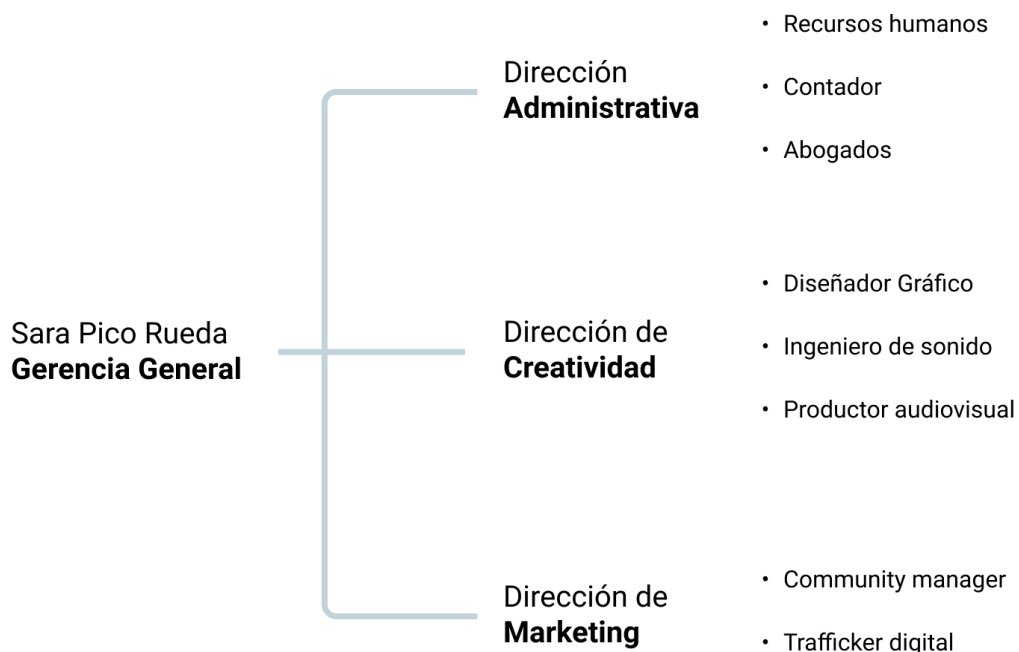 Sara Pico Rueda
Gerencia General
Dirección
Administrativa
• Recursos humanos
• Contador
• Abogados
Dirección de
Creatividad
• Diseñador Gráfico
• Ingeniero de sonido
• Productor audiovisual
Dirección de
Marketing
• Community manager
• Trafficker digital